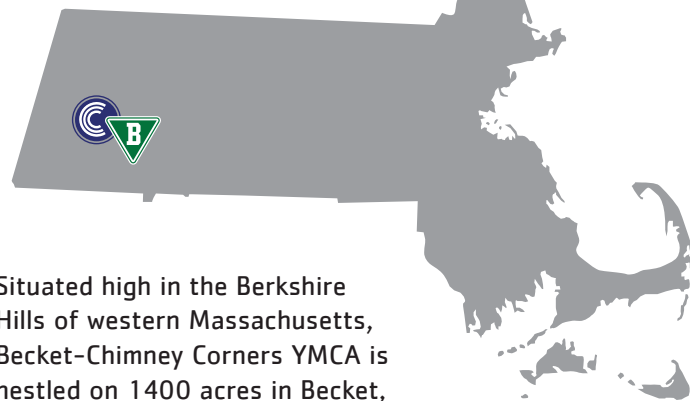 C
B
Situated high in the Berkshire
Hills of western Massachusetts,
Becket-Chimney Corners YMCA is
nestled on 1400 acres in Becket,